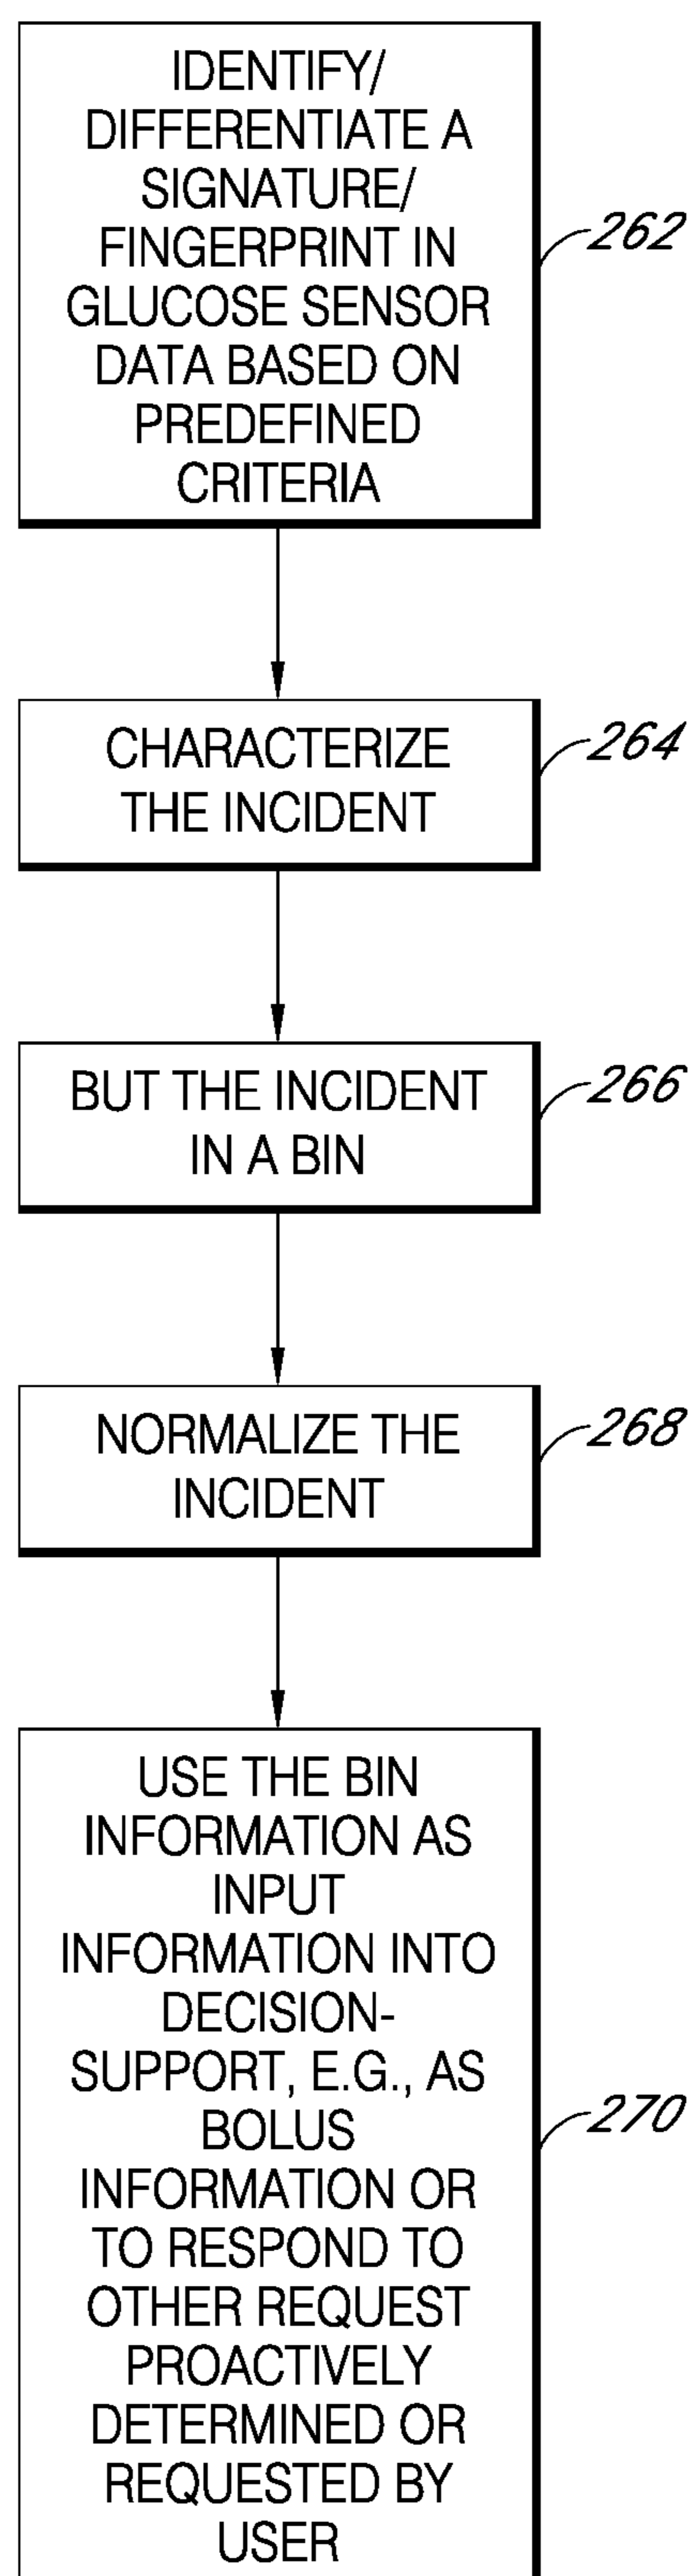 IDENTIFY/
DIFFERENTIATE A
SIGNATURE/
FINGERPRINT IN
GLUCOSE SENSOR
DATA BASED ON
PREDEFINED
CRITERIA
262
CHARACTERIZE
THE INCIDENT
264
BUT THE INCIDENT
IN A BIN
266
NORMALIZE THE
INCIDENT
268
USE THE BIN
INFORMATION AS
INPUT
INFORMATION INTO
DECISION-
SUPPORT, E.G., AS
BOLUS
INFORMATION OR
TO RESPOND TO
OTHER REQUEST
PROACTIVELY
DETERMINED OR
REQUESTED BY
USER
270